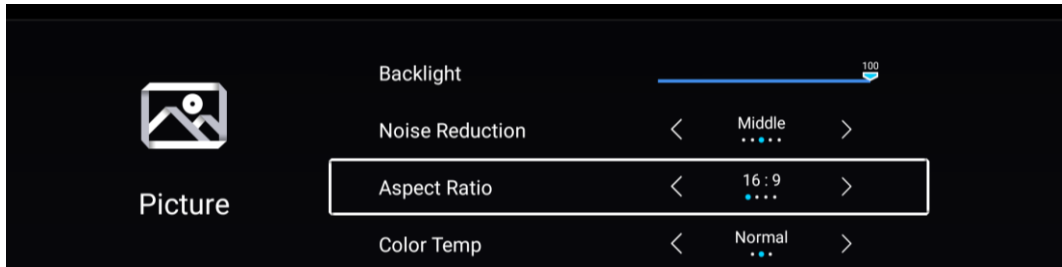 Picture
Backlight 100
Noise Reduction Middle
Aspect Ratio 16 : 9
Color Temp Normal